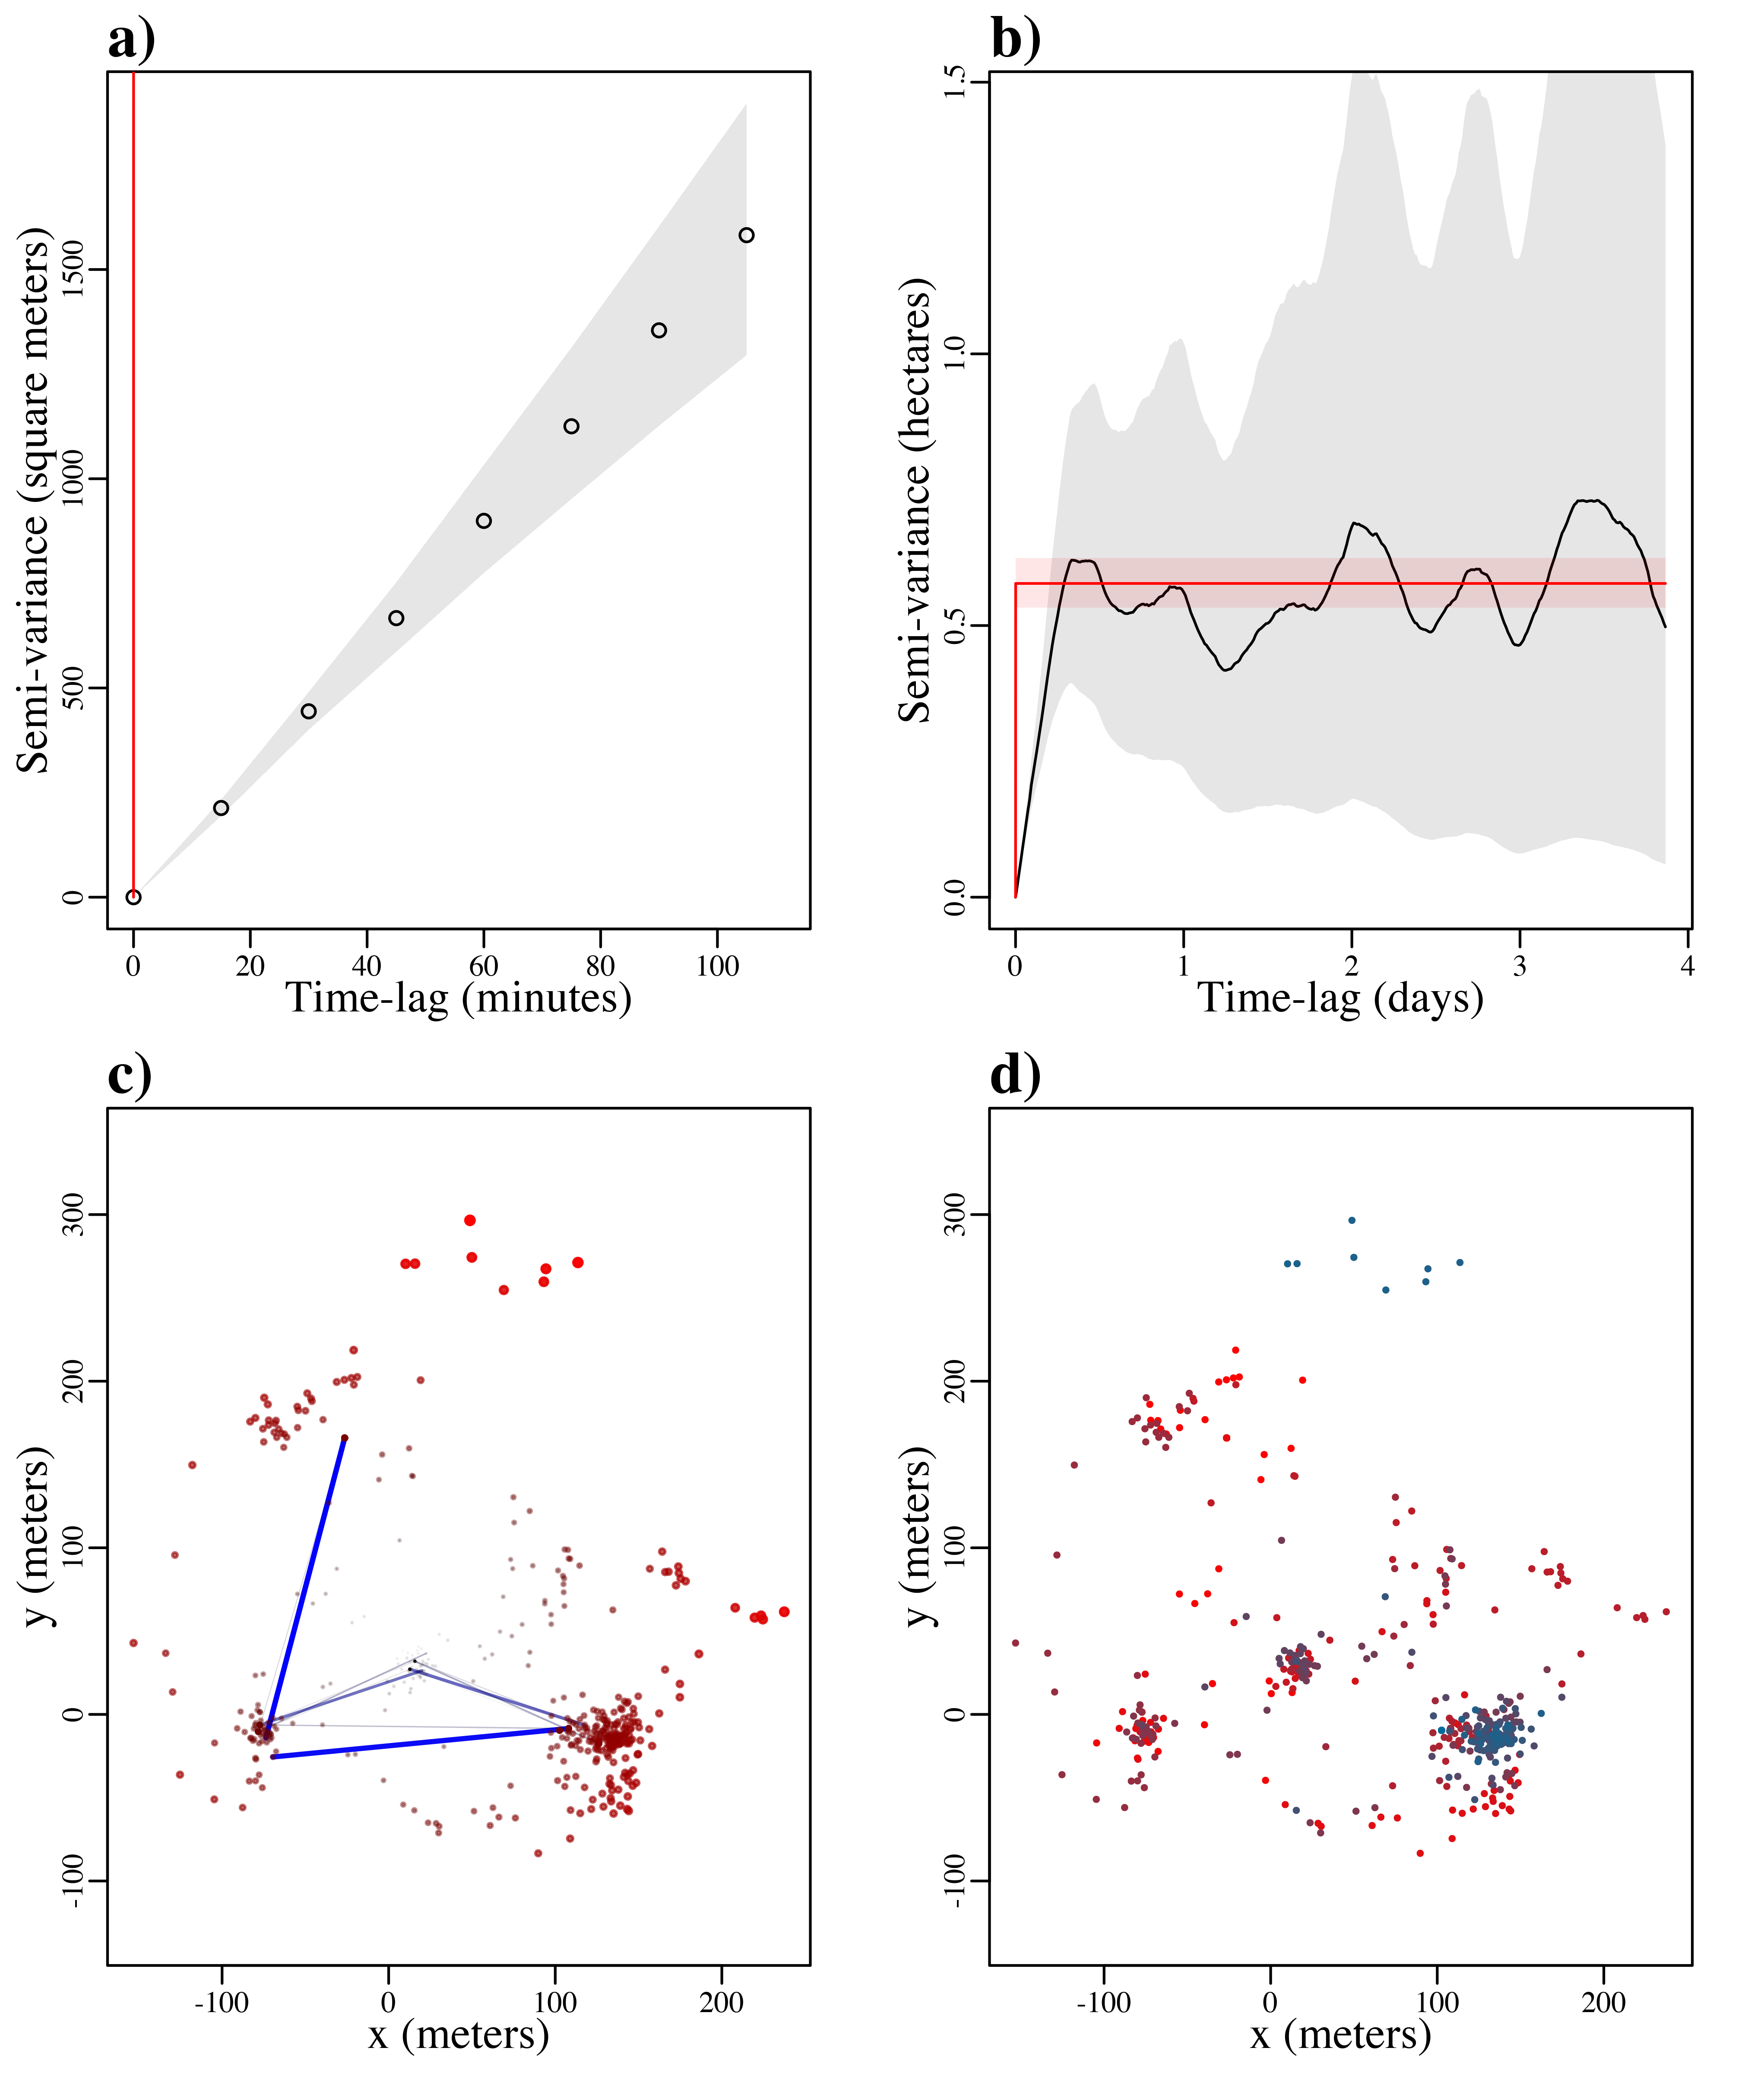 a)
Semi-variance (square meters)
1500
1000
500
0
0 20 40 60 80 100
Time-lag (minutes)
b)
Semi-variance (hectares)
1.5
1.0
0.5
0.0
0 1 2 3 4
Time-lag (days)
c)
y (meters)
300
200
100
0
-100
-100 0 100 200
x (meters)
d)
y (meters)
300
200
100
0
-100
-100 0 100 200
x (meters)